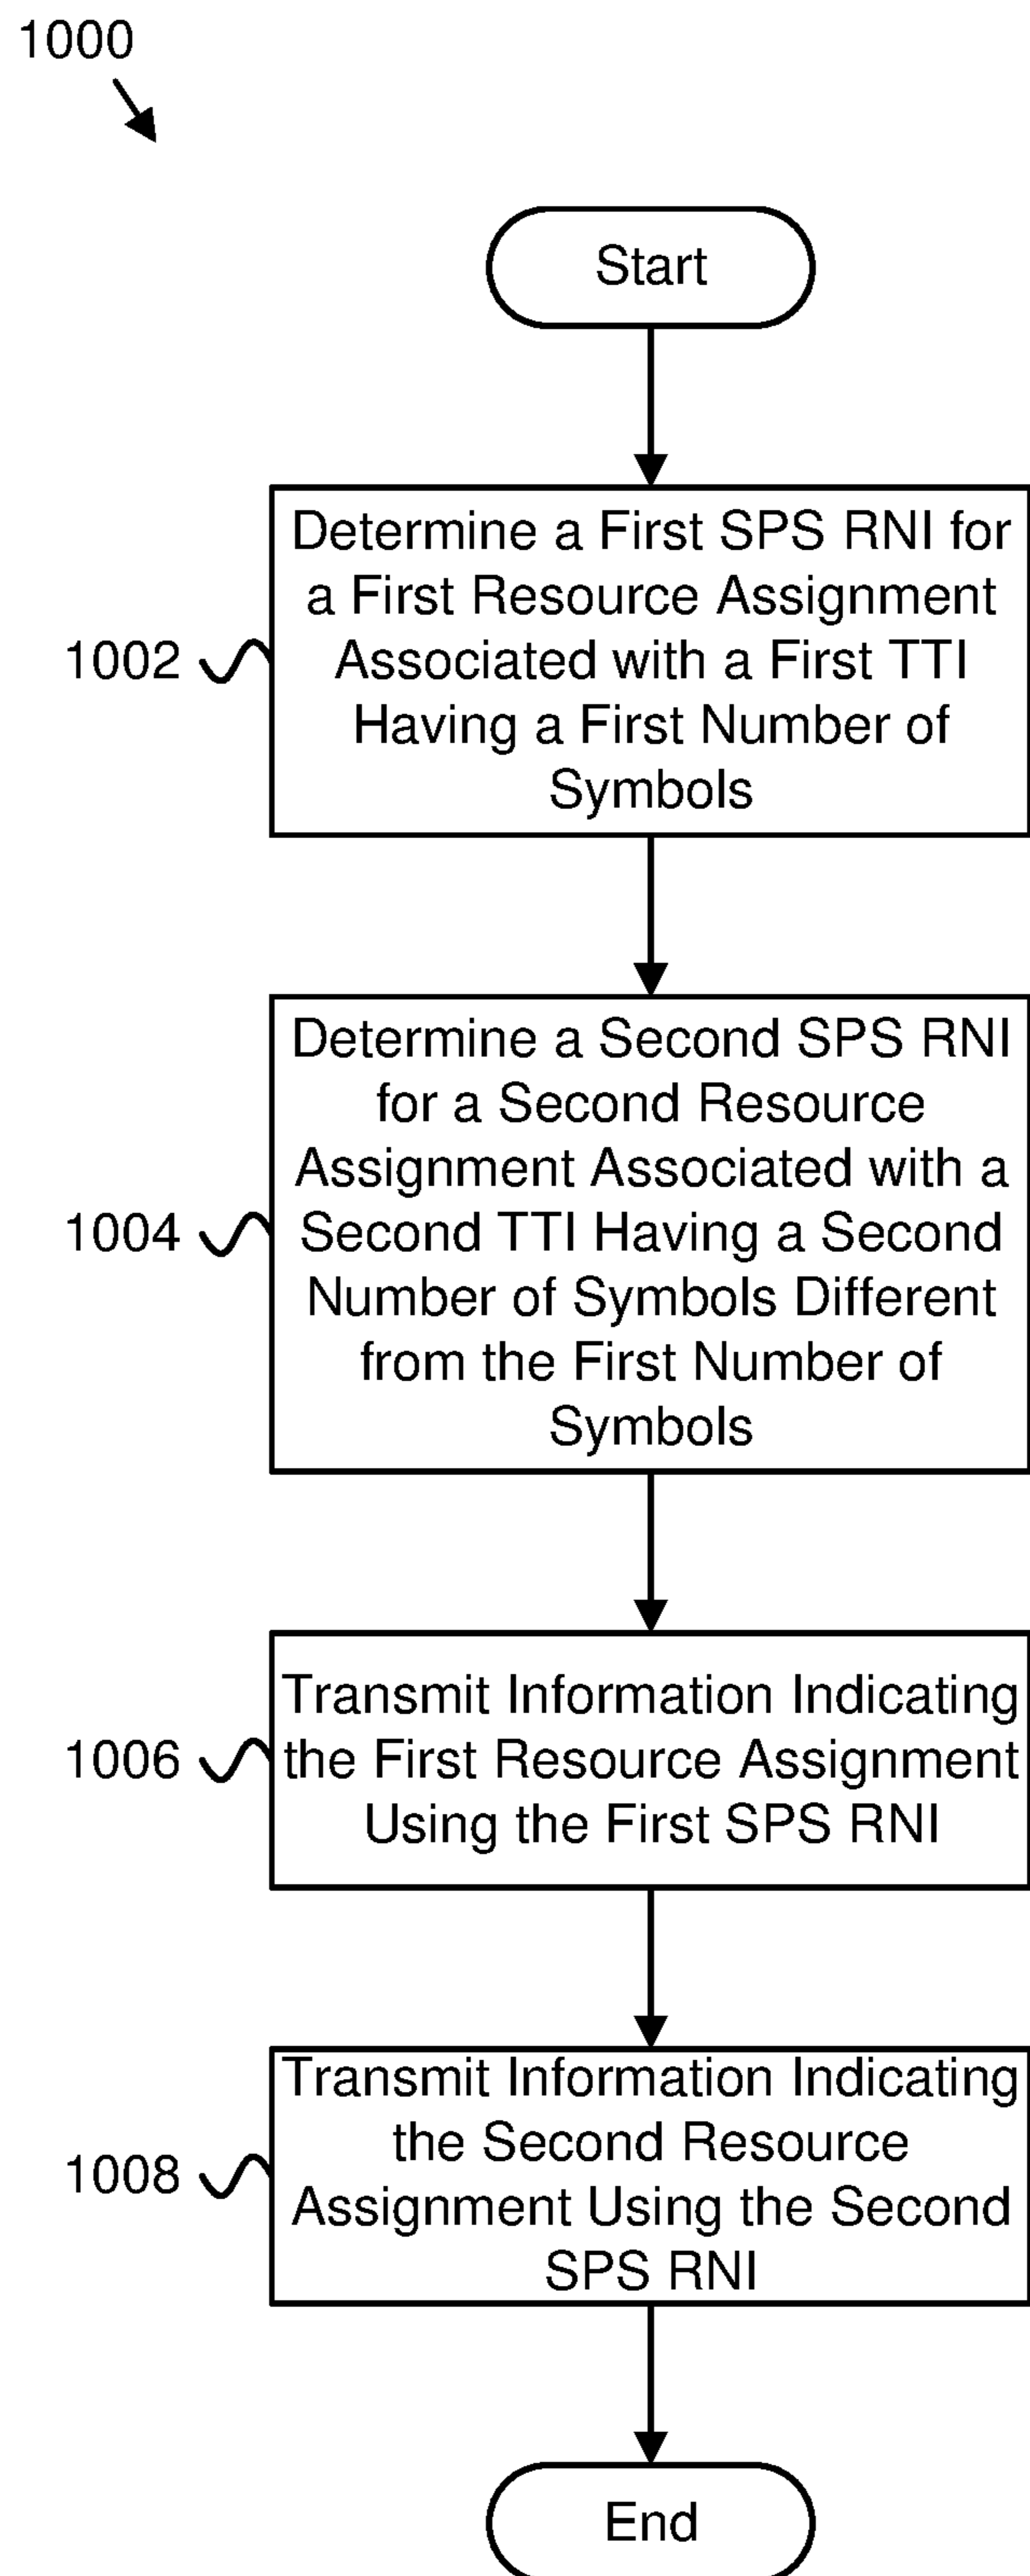 1000
Start
1002
Determine a First SPS RNI for
a First Resource Assignment
Associated with a First TTI
Having a First Number of
Symbols
1004
Determine a Second SPS RNI
for a Second Resource
Assignment Associated with a
Second TTI Having a Second
Number of Symbols Different
from the First Number of
Symbols
1006
Transmit Information Indicating
the First Resource Assignment
Using the First SPS RNI
1008
Transmit Information Indicating
the Second Resource
Assignment Using the Second
SPS RNI
End